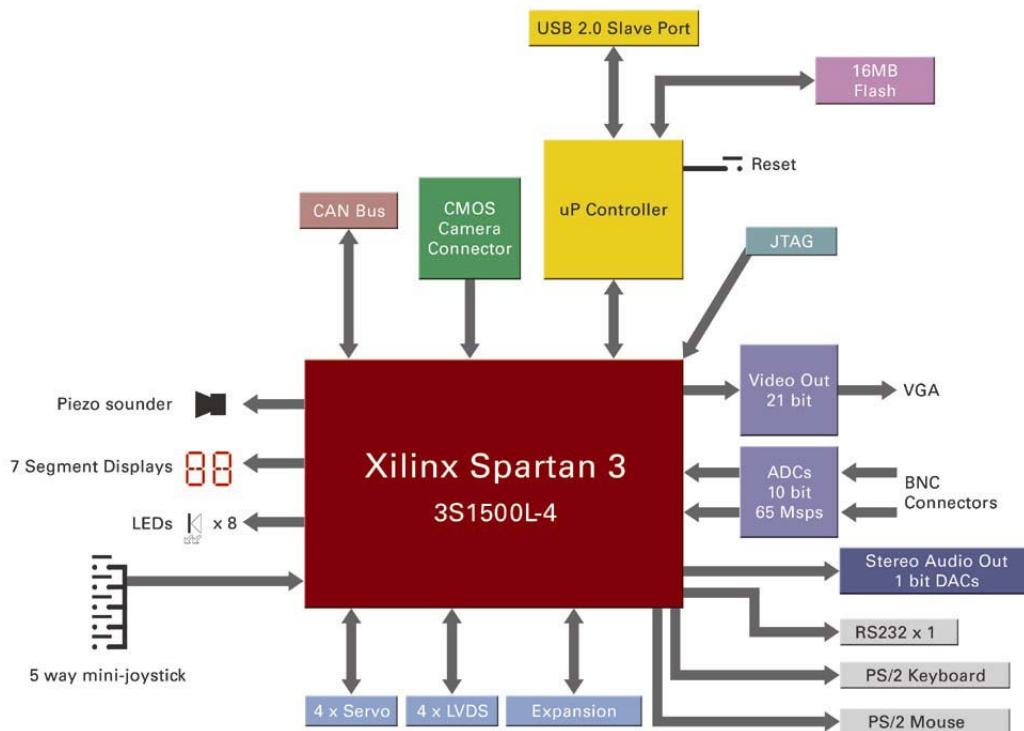 USB 2.0 Slave Port
16MB
Flash
uP Controller
Reset
CAN Bus
CMOS
Camera
Connector
JTAG
Piezo sounder
Video Out
21 bit
VGA
7 Segment Displays
88
Xilinx Spartan 3
3S1500L-4
ADCs
10 bit
65 Msps
BNC
Connectors
LEDs
x 8
Stereo Audio Out
1 bit DACs
5 way mini-joystick
RS232 x 1
PS/2 Keyboard
4 x Servo
4 x LVDS
Expansion
PS/2 Mouse